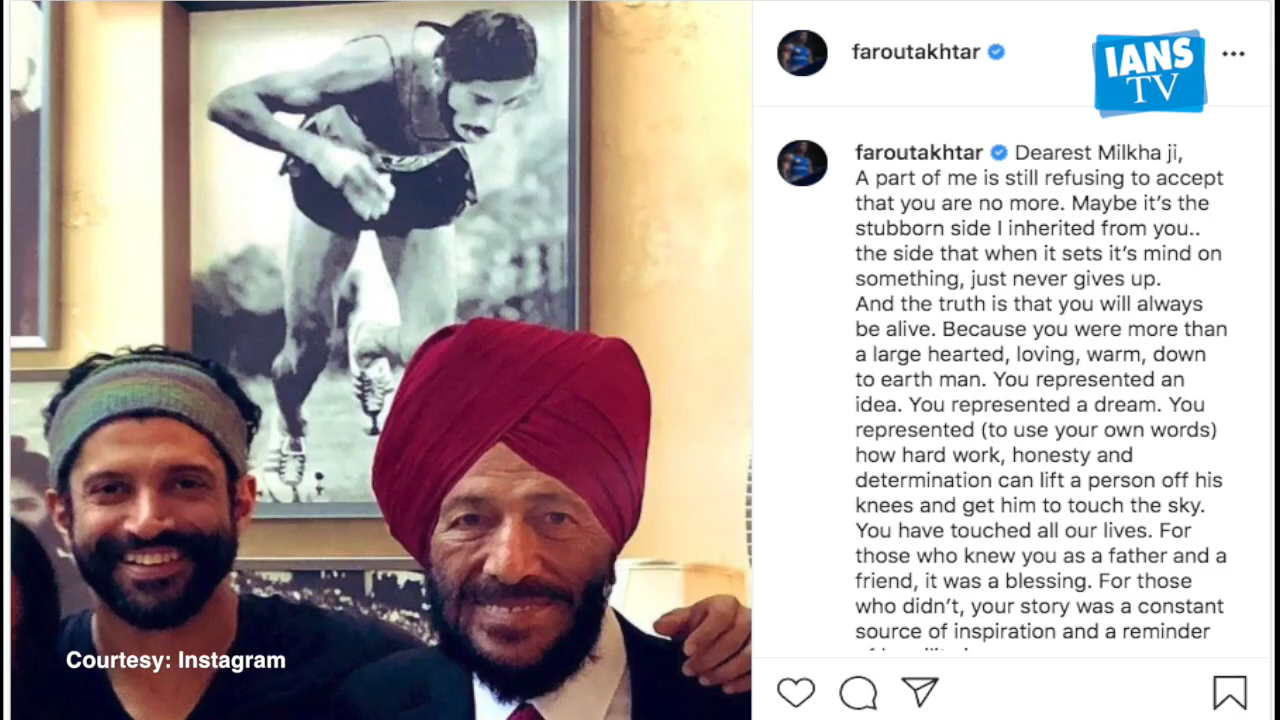 faroutakhtar
IANS
TV
faroutakhtar Dearest Milkha ji,
A part of me is still refusing to accept
that you are no more. Maybe it's the
stubborn side I inherited from you..
the side that when it sets it's mind on
something, just never gives up.
And the truth is that you will always
be alive. Because you were more than
a large hearted, loving, warm, down
to earth man. You represented an
idea. You represented a dream. You
represented (to use your own words)
how hard work, honesty and
determination can lift a person off his
knees and get him to touch the sky.
You have touched all our lives. For
those who knew you as a father and a
friend, it was a blessing. For those
who didn't, your story was a constant
source of inspiration and a reminder
Courtesy: Instagram